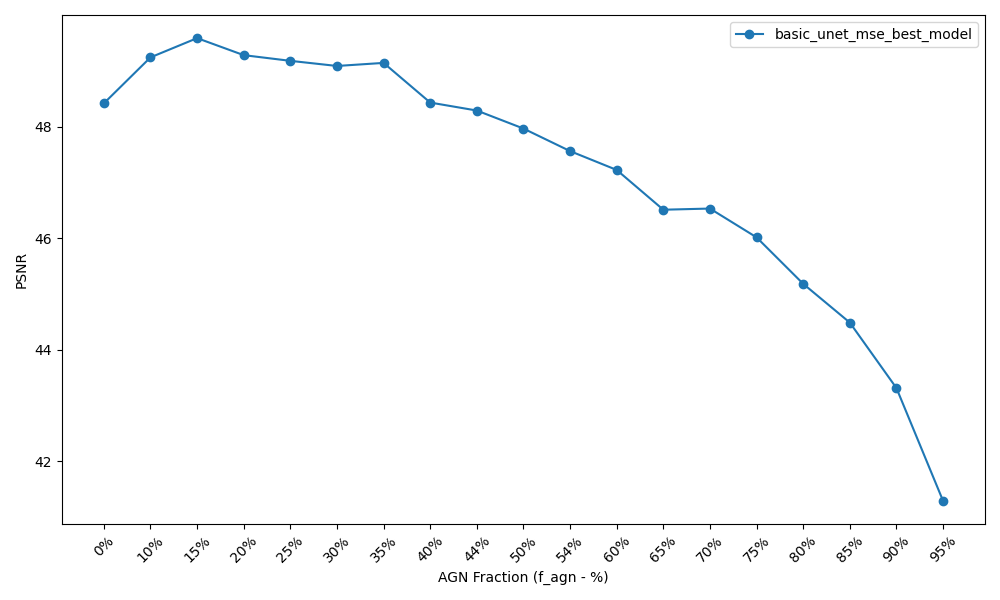 basic_unet_mse_best_model
PSNR
48
46
44
42
0% 10% 15% 20% 25% 30% 35% 40% 44% 50% 54% 60% 65% 70% 75% 80% 85% 90% 95%
AGN Fraction (f_agn - %)